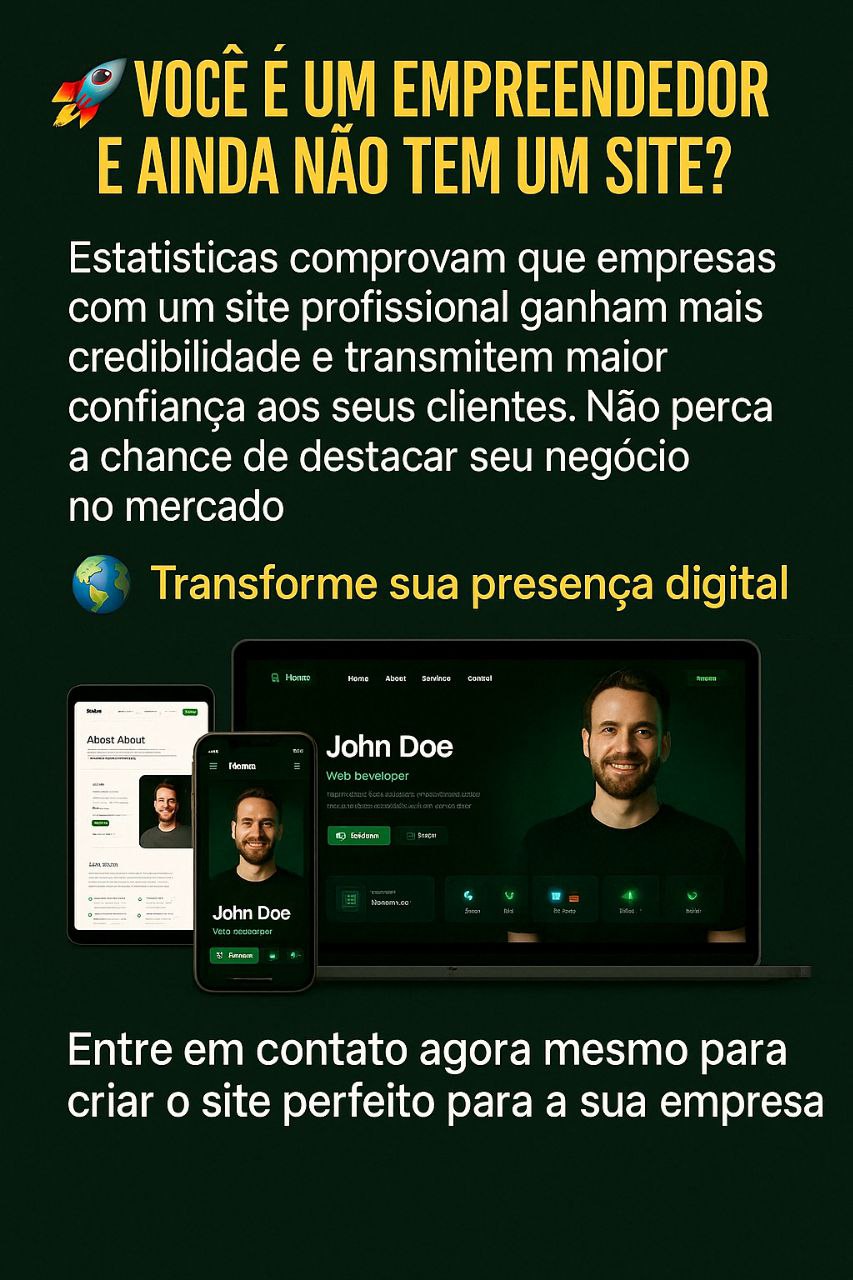 🚀 VOCÊ É UM EMPREENDEDOR
E AINDA NÃO TEM UM SITE?
Estatisticas comprovam que empresas
com um site profissional ganham mais
credibilidade e transmitem maior
confiança aos seus clientes. Não perca
a chance de destacar seu negócio
no mercado
🌎 Transforme sua presença digital
Home About
John Doe
Web beveloper
Abost About
John Doe
Entre em contato agora mesmo para
criar o site perfeito para a sua empresa